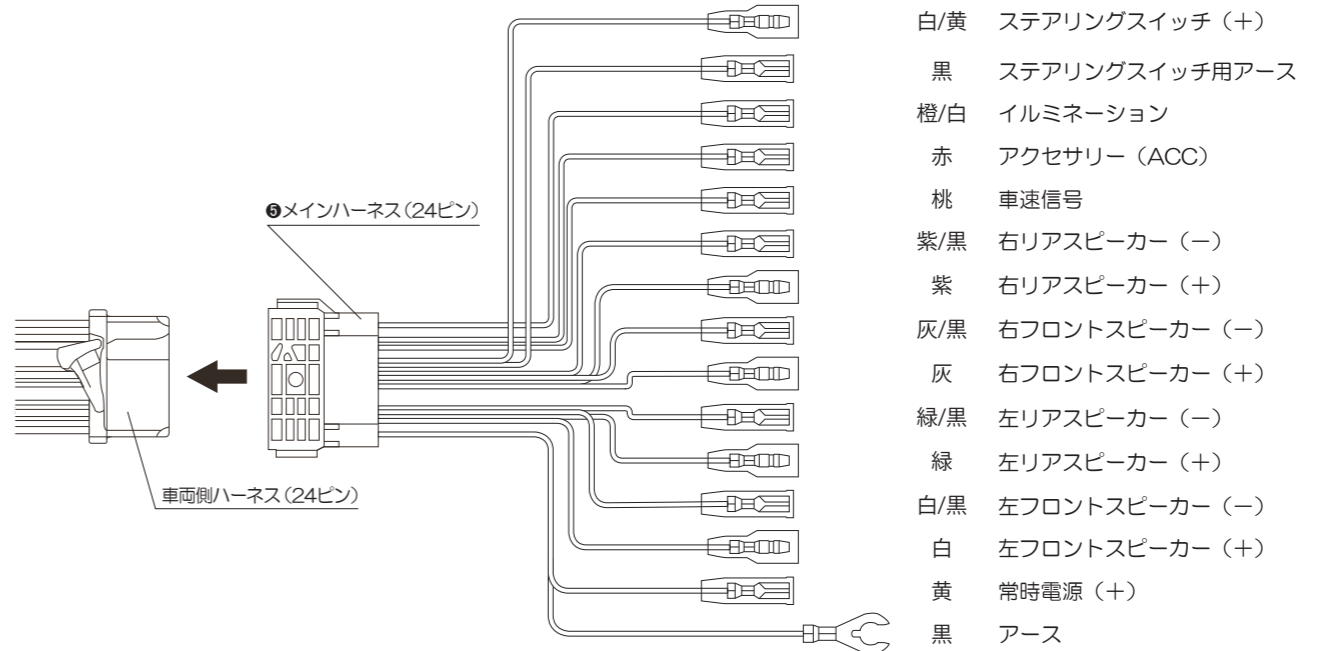 白/黄 ステアリングスイッチ（＋）
黒 ステアリングスイッチ用アース
橙/白 イルミネーション
赤 アクセサリー（ACC）
桃 車速信号
紫/黒 右リアスピーカー（−）
紫 右リアスピーカー（＋）
灰/黒 右フロントスピーカー（−）
灰 右フロントスピーカー（＋）
緑/黒 左リアスピーカー（−）
緑 左リアスピーカー（＋）
白/黒 左フロントスピーカー（−）
白 左フロントスピーカー（＋）
黄 常時電源（＋）
黒 アース
❺メインハーネス（24ピン）
車両側ハーネス（24ピン）